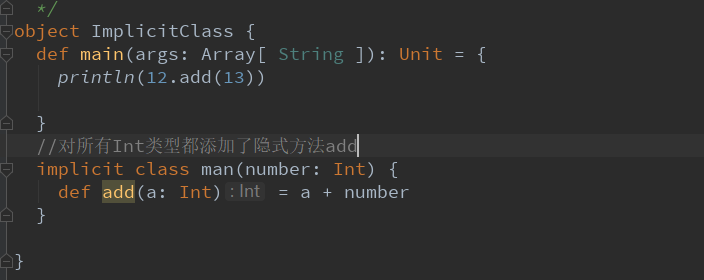 */
object ImplicitClass {
def main(args: Array[ String ]): Unit = {
println(12.add(13))
}
//对所有Int类型都添加了隐式方法add
implicit class man(number: Int) {
def add(a: Int) : Int = a + number
}
}